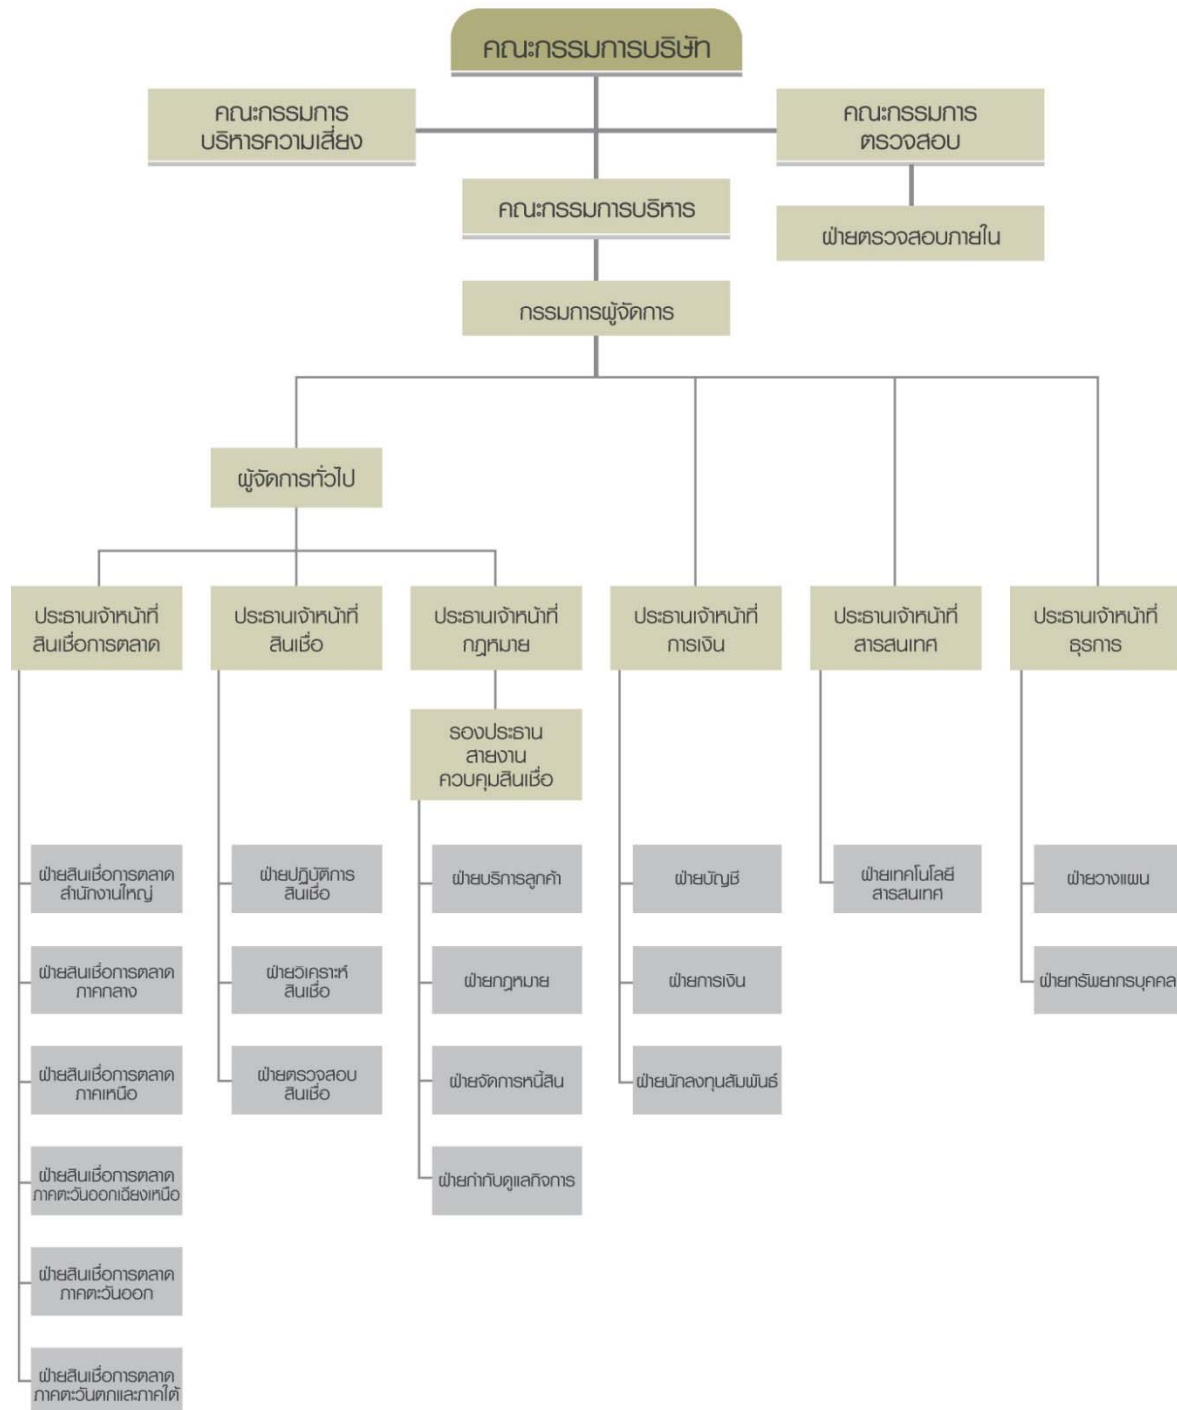 คณะกรรมการบริษัท
คณะกรรมการ
บริหารความเสี่ยง
คณะกรรมการ
ตรวจสอบ
คณะกรรมการบริหาร
ฝ่ายตรวจสอบภายใน
กรรมการผู้จัดการ
ผู้จัดการทั่วไป
ประธานเจ้าหน้าที่
สินเชื่อการตลาด
ประธานเจ้าหน้าที่
สินเชื่อ
ประธานเจ้าหน้าที่
กฎหมาย
ประธานเจ้าหน้าที่
การเงิน
ประธานเจ้าหน้าที่
สารสนเทศ
ประธานเจ้าหน้าที่
ธุรการ
รองประธาน
สายงาน
ควบคุมสินเชื่อ
ฝ่ายสินเชื่อการตลาด
สำนักงานใหญ่
ฝ่ายปฏิบัติการ
สินเชื่อ
ฝ่ายบริการลูกค้า
ฝ่ายบัญชี
ฝ่ายเทคโนโลยี
สารสนเทศ
ฝ่ายวางแผน
ฝ่ายสินเชื่อการตลาด
ภาคกลาง
ฝ่ายวิเคราะห์
สินเชื่อ
ฝ่ายกฎหมาย
ฝ่ายการเงิน
ฝ่ายทรัพยากรบุคคล
ฝ่ายสินเชื่อการตลาด
ภาคเหนือ
ฝ่ายตรวจสอบ
สินเชื่อ
ฝ่ายจัดการหนี้สิน
ฝ่ายนักลงทุนสัมพันธ์
ฝ่ายสินเชื่อการตลาด
ภาคตะวันออกเฉียงเหนือ
ฝ่ายกำกับดูแลกิจการ
ฝ่ายสินเชื่อการตลาด
ภาคตะวันออก
ฝ่ายสินเชื่อการตลาด
ภาคตะวันตกและภาคใต้